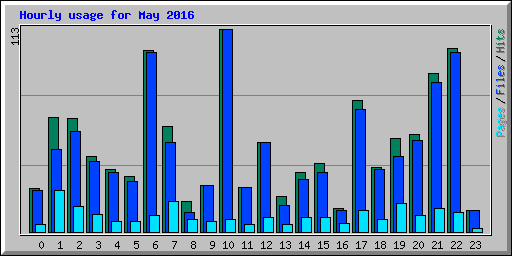 Hourly usage for May 2016
113
Pages/Files/Hits
0 1 2 3 4 5 6 7 8 9 10 11 12 13 14 15 16 17 18 19 20 21 22 23